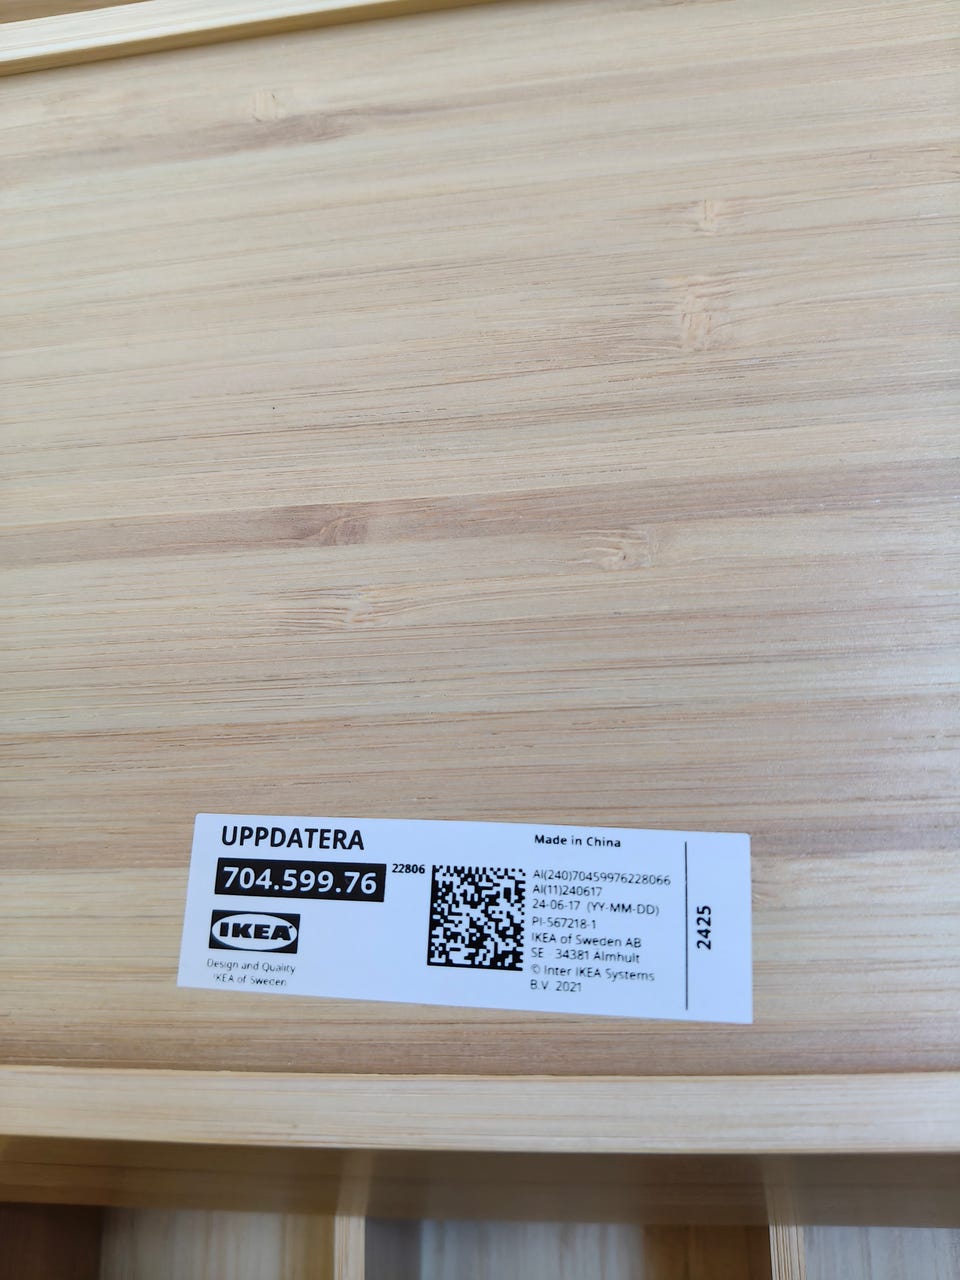 UPPDATERA
704.599.76
22806
IKEA
Design and Quality
IKEA of Sweden
Made in China
AI(240)70459976228066
AI(11)240617
24-06-17 (YY-MM-DD)
PI-567218-1
IKEA of Sweden AB
SE - 34381 Älmhult
© Inter IKEA Systems
B.V. 2021
2425